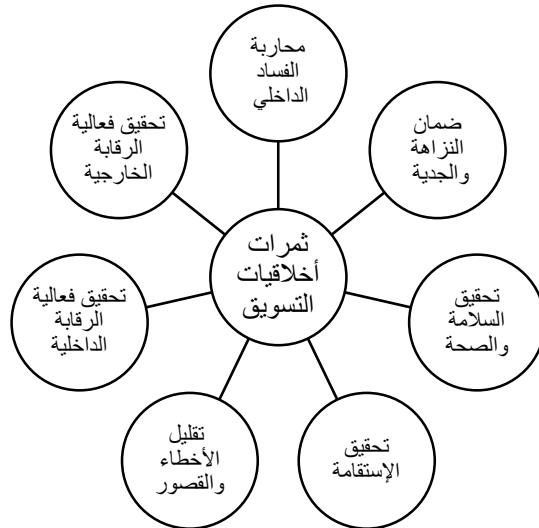 محاربة
الفساد
الداخلي
ضمان
النزاهة
والجدية
تحقيق
السلامة
والصحة
تحقيق
الإستقامة
تقليل
الأخطاء
والقصور
تحقيق فعالية
الرقابة
الداخلية
تحقيق فعالية
الرقابة
الخارجية
ثمرات
أخلاقيات
التسويق